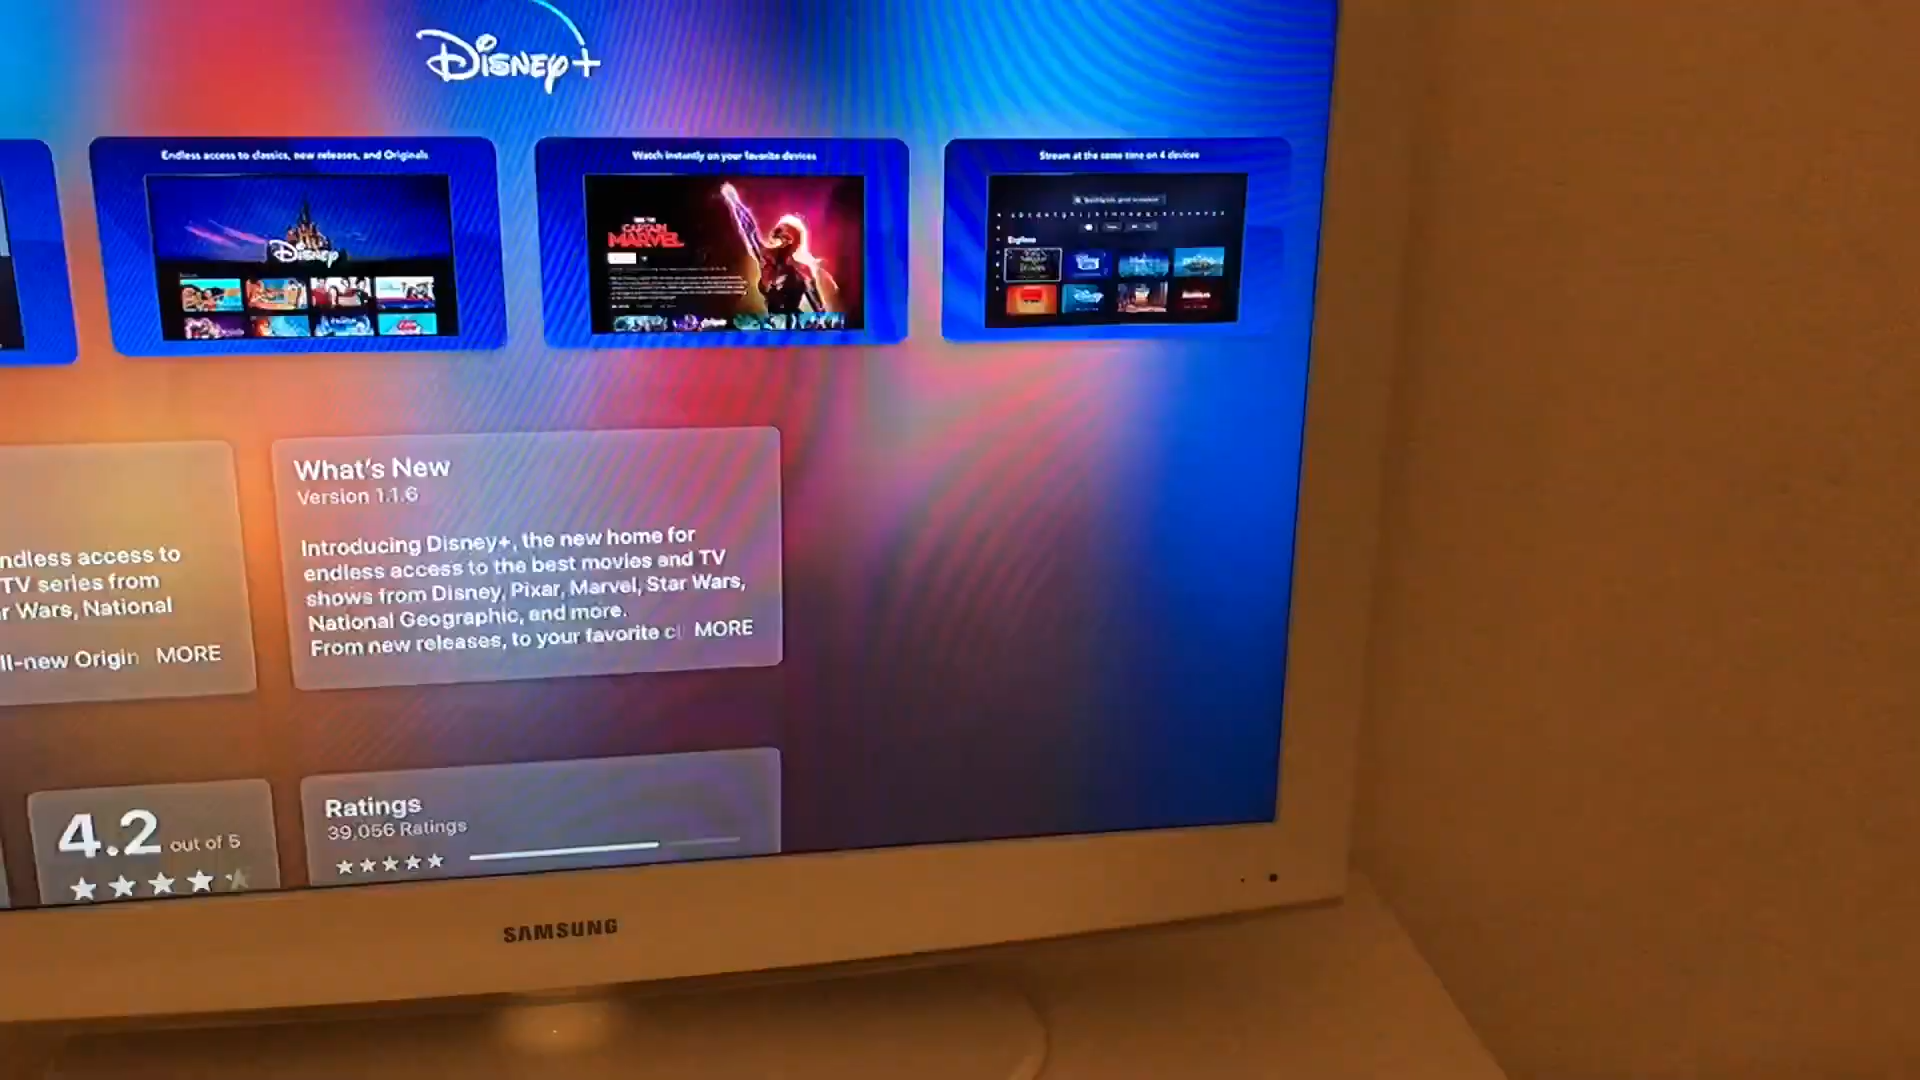 Disney+
Endless access to classics, new releases, and Originals
Watch instantly on your favorite devices
Stream at the same time on 4 devices
Disney
CAPTAIN
MARVEL
Explore
What's New
Version 1.1.6
Introducing Disney+, the new home for
endless access to the best movies and TV
shows from Disney, Pixar, Marvel, Star Wars,
National Geographic, and more.
From new releases, to your favorite cl MORE
ndless access to
TV series from
r Wars, National
ll-new Origin MORE
4.2 out of 5
Ratings
39,056 Ratings
SAMSUNG